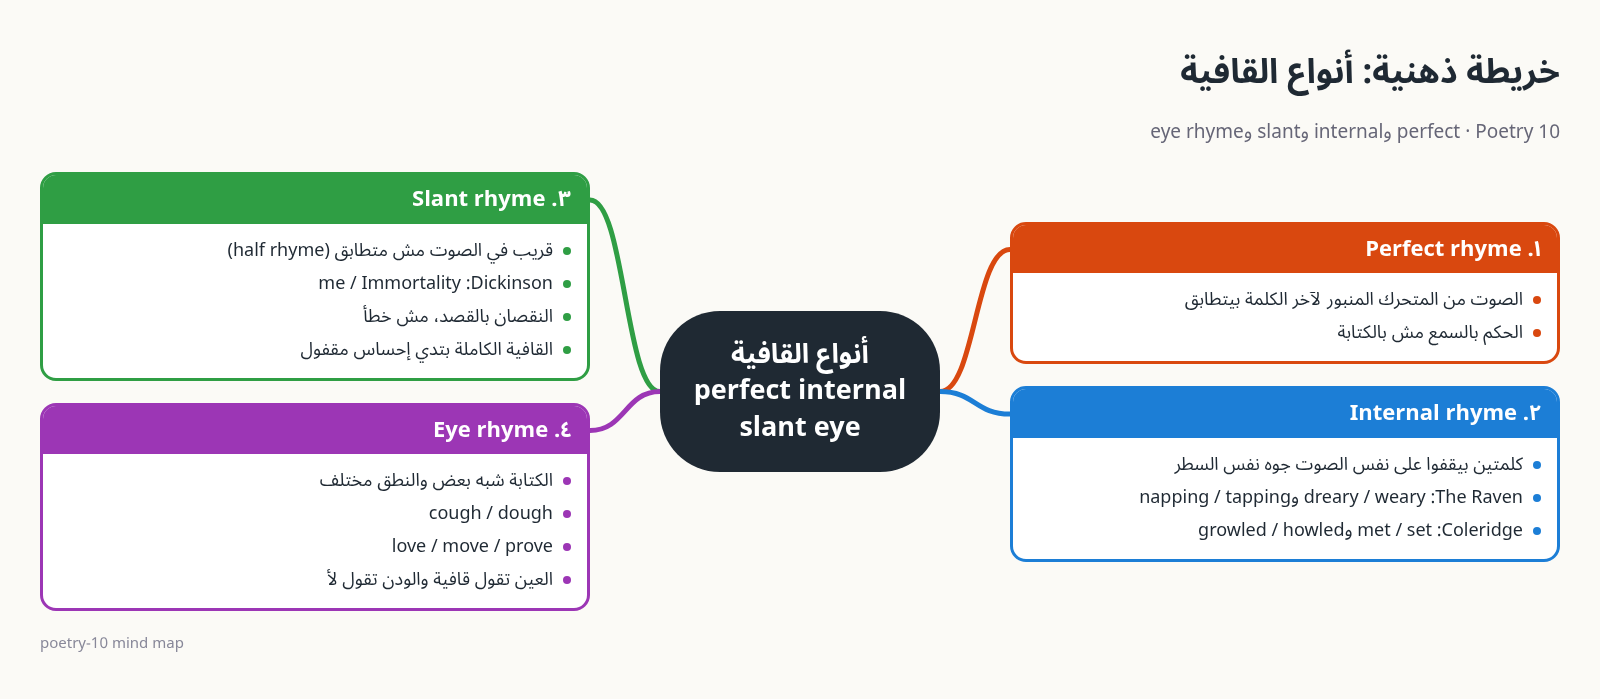 خريطة ذهنية: أنواع القافية
Poetry 10 · perfect وinternal وslant وeye rhyme
١. Perfect rhyme
الصوت من المتحرك المنبور لآخر الكلمة بيتطابق
الحكم بالسمع مش بالكتابة
٢. Internal rhyme
كلمتين بيقفوا على نفس الصوت جوه نفس السطر
The Raven: dreary / weary وnapping / tapping
Coleridge: met / set وgrowled / howled
أنواع القافية
perfect internal
slant eye
٣. Slant rhyme
قريب في الصوت مش متطابق (half rhyme)
Dickinson: me / Immortality
النقصان بالقصد، مش خطأ
القافية الكاملة بتدي إحساس مقفول
٤. Eye rhyme
الكتابة شبه بعض والنطق مختلف
cough / dough
love / move / prove
العين تقول قافية والودن تقول لأ
poetry-10 mind map